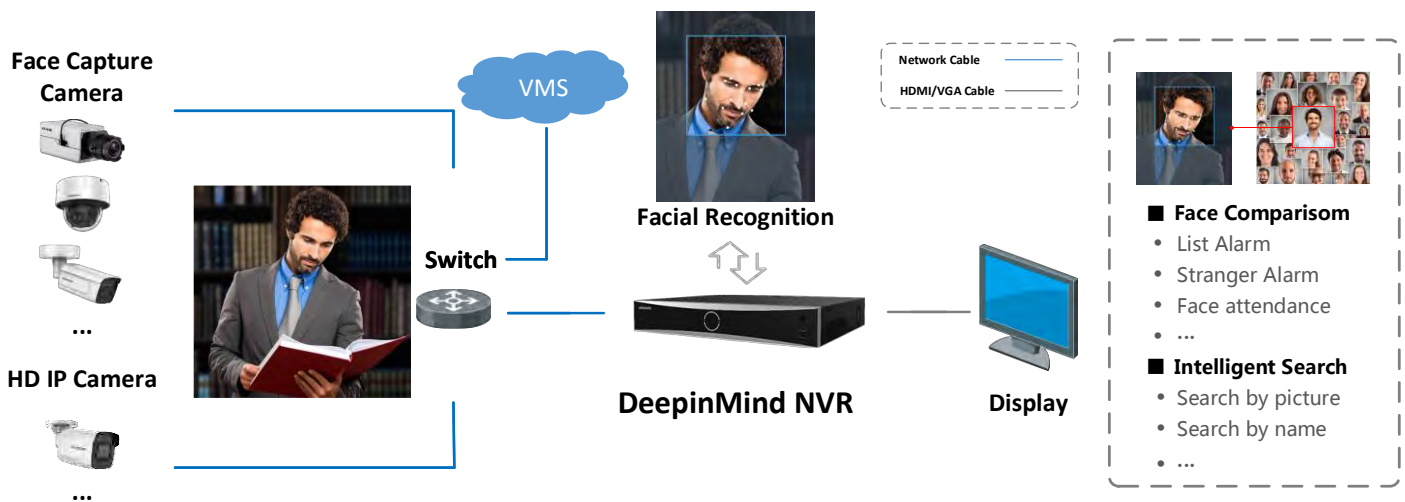 Face Capture
Camera
...
HD IP Camera
...
VMS
Switch
Facial Recognition
DeepinMind NVR
Display
Network Cable
HDMI/VGA Cable
■ Face Comparisom
• List Alarm
• Stranger Alarm
• Face attendance
• ...
■ Intelligent Search
• Search by picture
• Search by name
• ...